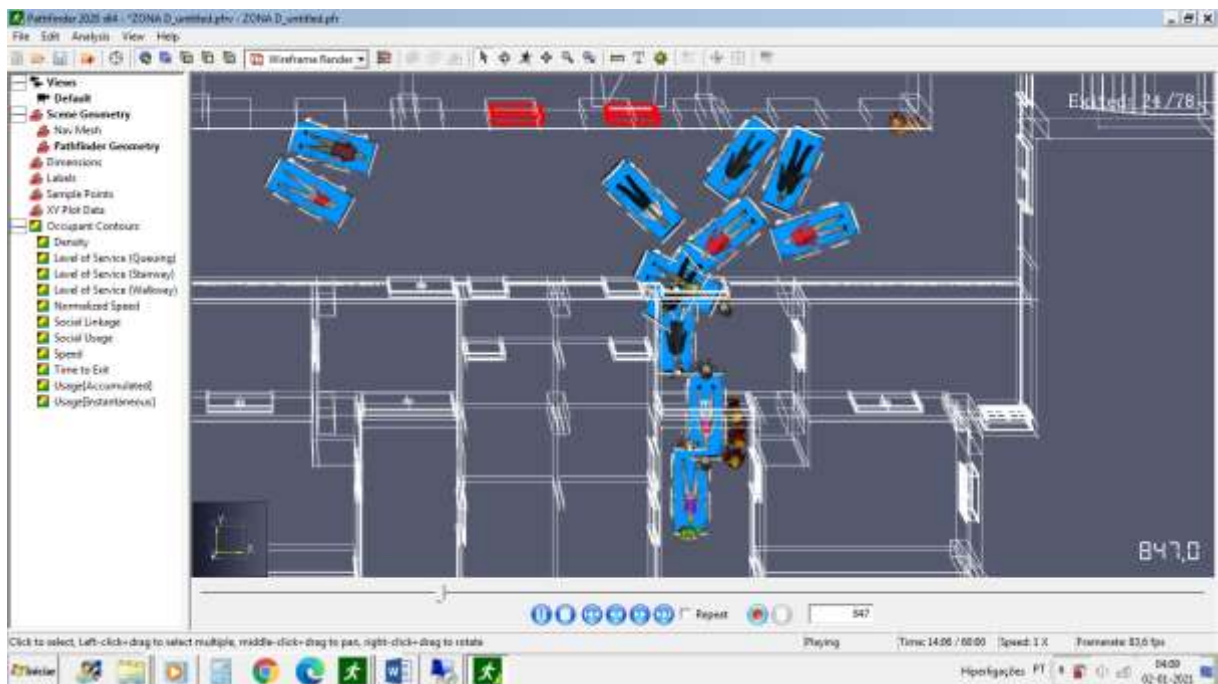 Pathfinder 2020 x64 - *ZONA D_untitled.pfrv - ZONA D_untitled.pfr
File Edit Analysis View Help
Wireframe Render
Views
Default
Scene Geometry
Nav Mesh
Pathfinder Geometry
Dimensions
Labels
Sample Points
XY Plot Data
Occupant Contours
Density
Level of Service (Queuing)
Level of Service (Stairway)
Level of Service (Walkway)
Normalized Speed
Social Linkage
Social Usage
Speed
Time to Exit
Usage[Accumulated]
Usage[Instantaneous]
Exited: 24/78
Y
X
847,0
Repeat
847
Click to select, Left-click+drag to select multiple, middle-click+drag to pan, right-click+drag to rotate
Playing
Time: 14:06 / 60:00
Speed: 1 X
Framerate: 83,6 fps
Iniciar
Hiperligações
PT
04:09
02-01-2021